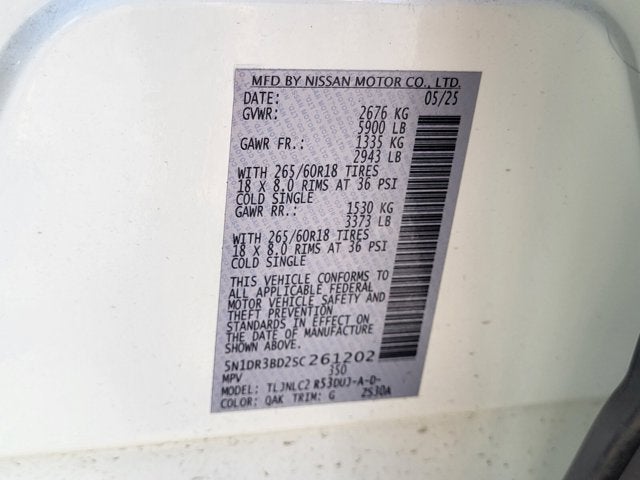 MFD BY NISSAN MOTOR CO., LTD.
DATE: 05/25
GVWR: 2676 KG
5900 LB
GAWR FR.: 1335 KG
2943 LB
WITH 265/60R18 TIRES
18 X 8.0 RIMS AT 36 PSI
COLD SINGLE
GAWR RR.: 1530 KG
3373 LB
WITH 265/60R18 TIRES
18 X 8.0 RIMS AT 36 PSI
COLD SINGLE
THIS VEHICLE CONFORMS TO
ALL APPLICABLE FEDERAL
MOTOR VEHICLE SAFETY AND
THEFT PREVENTION
STANDARDS IN EFFECT ON
THE DATE OF MANUFACTURE
SHOWN ABOVE.
5N1DR3BD2SC261202
MPV 350
MODEL: TLJNLC2 R53DUJ-A-D-
COLOR: QAK TRIM: G 2530A